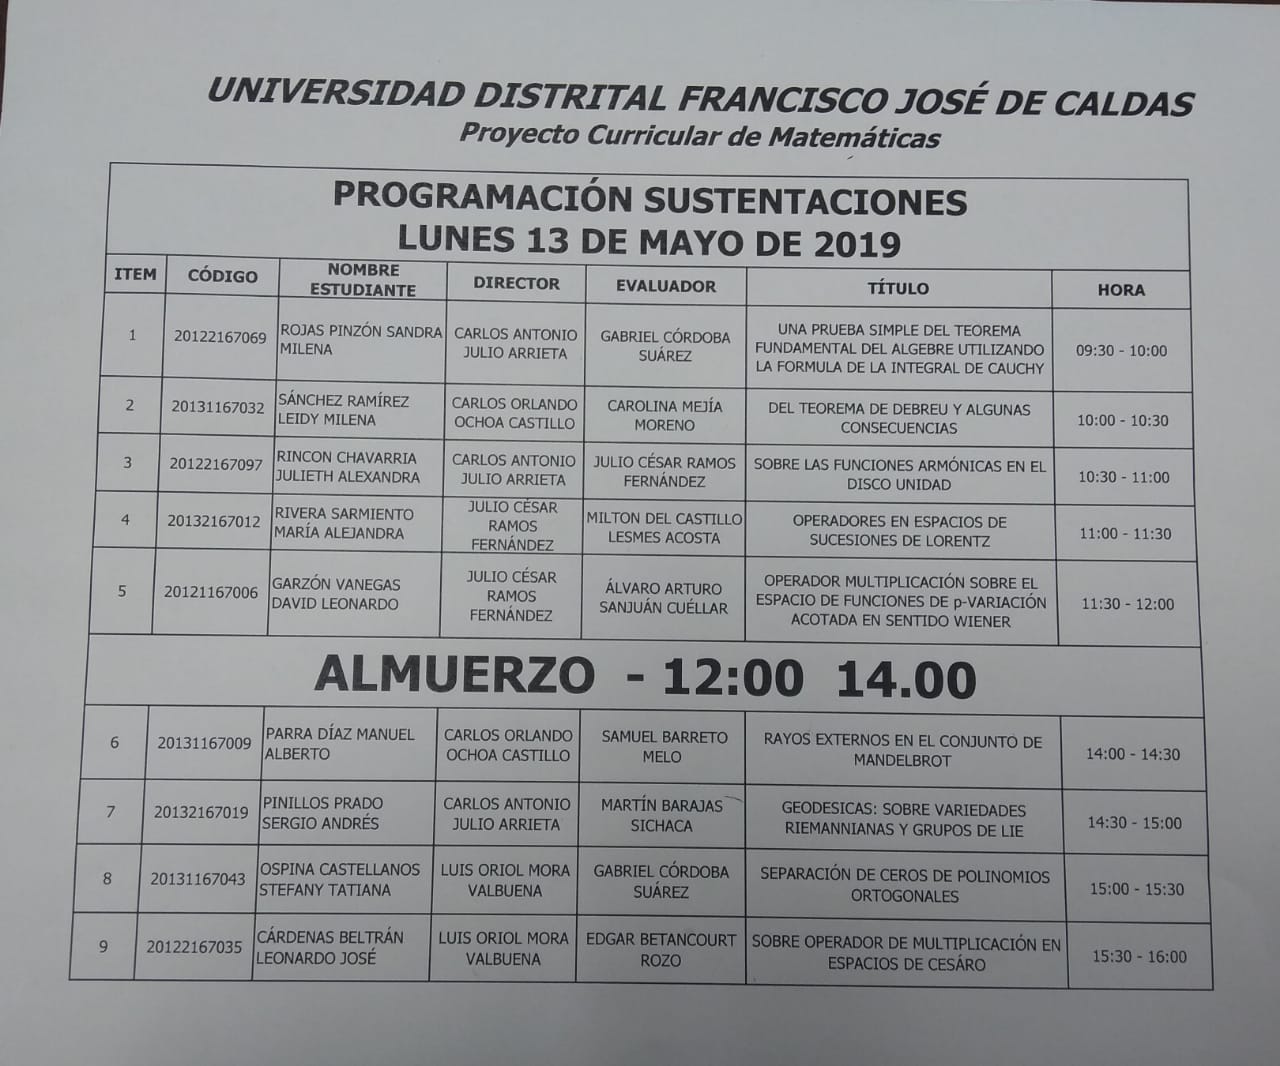 UNIVERSIDAD DISTRITAL FRANCISCO JOSÉ DE CALDAS
Proyecto Curricular de Matemáticas
PROGRAMACIÓN SUSTENTACIONES
LUNES 13 DE MAYO DE 2019
ITEM
CÓDIGO
NOMBRE
ESTUDIANTE
DIRECTOR
EVALUADOR
TÍTULO
HORA
1
20122167069
ROJAS PINZÓN SANDRA
MILENA
CARLOS ANTONIO
JULIO ARRIETA
GABRIEL CÓRDOBA
SUÁREZ
UNA PRUEBA SIMPLE DEL TEOREMA
FUNDAMENTAL DEL ALGEBRE UTILIZANDO
LA FORMULA DE LA INTEGRAL DE CAUCHY
09:30 - 10:00
2
20131167032
SÁNCHEZ RAMÍREZ
LEIDY MILENA
CARLOS ORLANDO
OCHOA CASTILLO
CAROLINA MEJÍA
MORENO
DEL TEOREMA DE DEBREU Y ALGUNAS
CONSECUENCIAS
10:00 - 10:30
3
20122167097
RINCON CHAVARRIA
JULIETH ALEXANDRA
CARLOS ANTONIO
JULIO ARRIETA
JULIO CÉSAR RAMOS
FERNÁNDEZ
SOBRE LAS FUNCIONES ARMÓNICAS EN EL
DISCO UNIDAD
10:30 - 11:00
4
20132167012
RIVERA SARMIENTO
MARÍA ALEJANDRA
JULIO CÉSAR
RAMOS
FERNÁNDEZ
MILTON DEL CASTILLO
LESMES ACOSTA
OPERADORES EN ESPACIOS DE
SUCESIONES DE LORENTZ
11:00 - 11:30
5
20121167006
GARZÓN VANEGAS
DAVID LEONARDO
JULIO CÉSAR
RAMOS
FERNÁNDEZ
ÁLVARO ARTURO
SANJUÁN CUÉLLAR
OPERADOR MULTIPLICACIÓN SOBRE EL
ESPACIO DE FUNCIONES DE p-VARIACIÓN
ACOTADA EN SENTIDO WIENER
11:30 - 12:00
ALMUERZO - 12:00 14.00
6
20131167009
PARRA DÍAZ MANUEL
ALBERTO
CARLOS ORLANDO
OCHOA CASTILLO
SAMUEL BARRETO
MELO
RAYOS EXTERNOS EN EL CONJUNTO DE
MANDELBROT
14:00 - 14:30
7
20132167019
PINILLOS PRADO
SERGIO ANDRÉS
CARLOS ANTONIO
JULIO ARRIETA
MARTÍN BARAJAS
SICHACA
GEODESICAS: SOBRE VARIEDADES
RIEMANNIANAS Y GRUPOS DE LIE
14:30 - 15:00
8
20131167043
OSPINA CASTELLANOS
STEFANY TATIANA
LUIS ORIOL MORA
VALBUENA
GABRIEL CÓRDOBA
SUÁREZ
SEPARACIÓN DE CEROS DE POLINOMIOS
ORTOGONALES
15:00 - 15:30
9
20122167035
CÁRDENAS BELTRÁN
LEONARDO JOSÉ
LUIS ORIOL MORA
VALBUENA
EDGAR BETANCOURT
ROZO
SOBRE OPERADOR DE MULTIPLICACIÓN EN
ESPACIOS DE CESÁRO
15:30 - 16:00